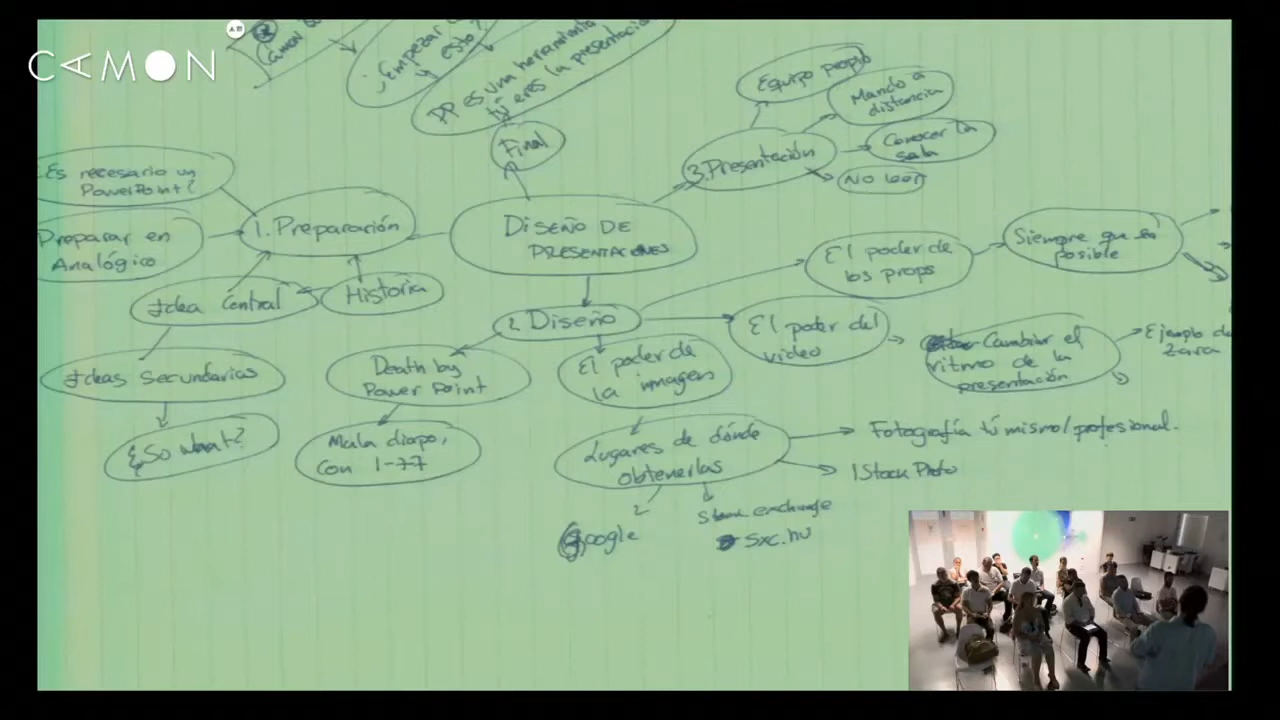 CAMON
Camon
¡Empezar
y esto?
PP es una herramienta
tú eres la presentació
Final
Equipo propio
Mando a
distancia
Conocer la
sala
No leer
3. Presentación
Es necesario un
PowerPoint?
1. Preparación
Preparar en
Analógico
DISEÑO DE
PRESENTACIONES
El poder de
los props
Siempre que sea
posible
Idea Central
Historia
2. Diseño
El poder del
video
Cambiar el
ritmo de la
presentación
Ejemplo de
Zara
Ideas Secundarias
Death by
Power Point
El poder de
la imagen
¿So what?
Mala diapo,
con 1-77
Lugares de dónde
obtenerlas
Fotografía tú mismo/profesional.
IStock Photo
Google
exchange
sxc.hu